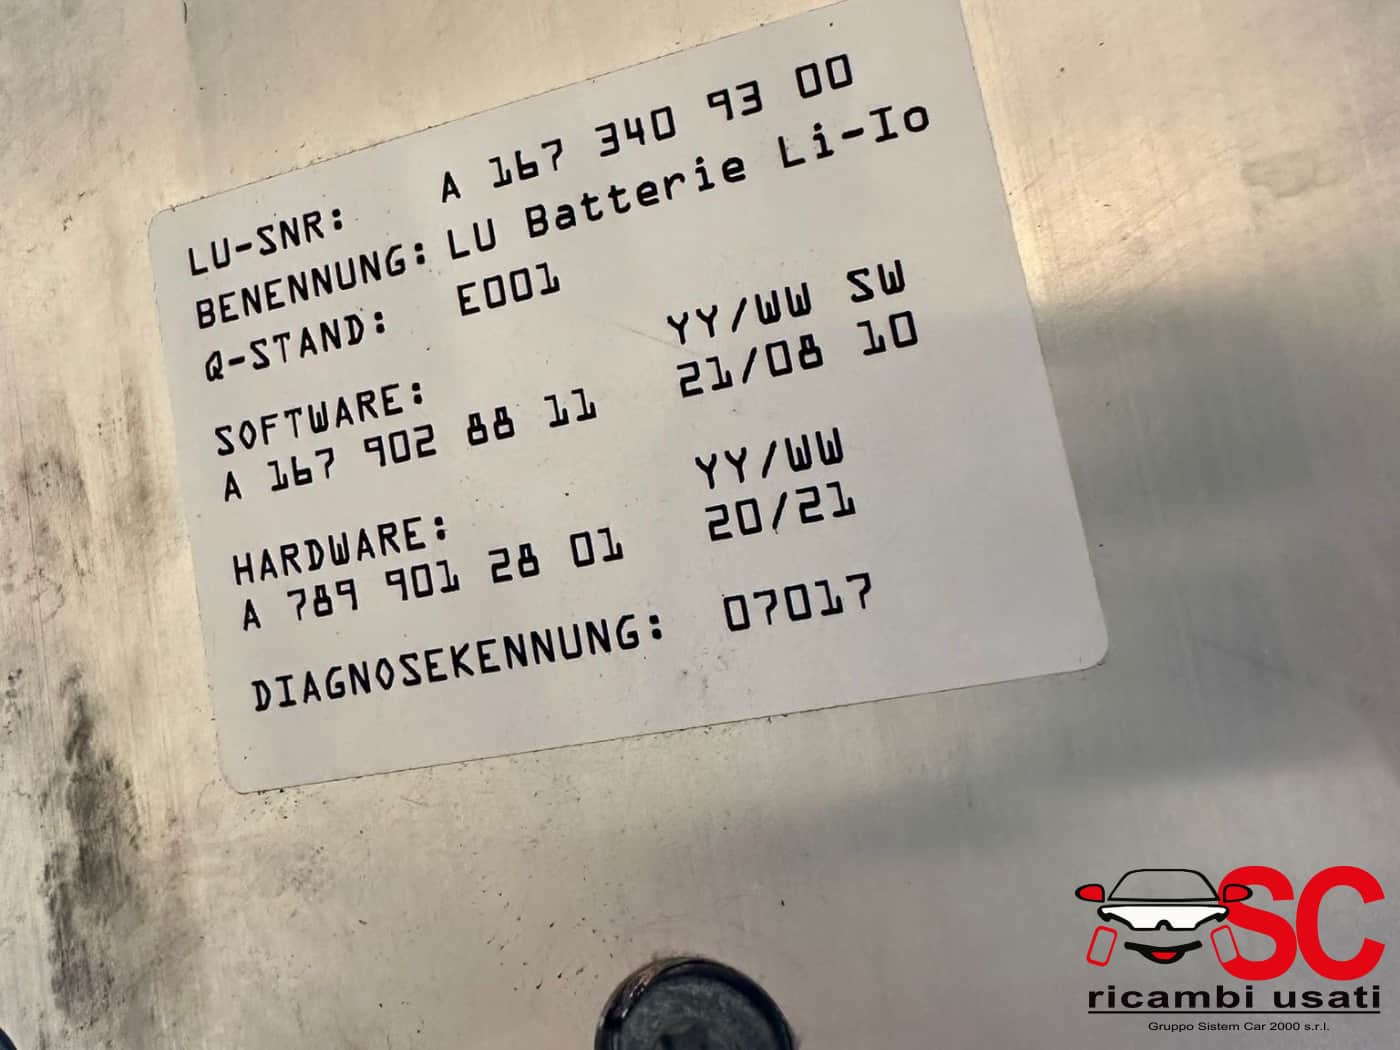 LU-SNR: A 167 340 93 00
BENENNUNG: LU Batterie Li-Io
Q-STAND: E001
YY/WW SW
SOFTWARE:
A 167 902 88 11 21/08 10
YY/WW
HARDWARE:
A 789 901 28 01 20/21
DIAGNOSEKENNUNG: 07017
SC
ricambi usati
Gruppo Sistem Car 2000 s.r.l.